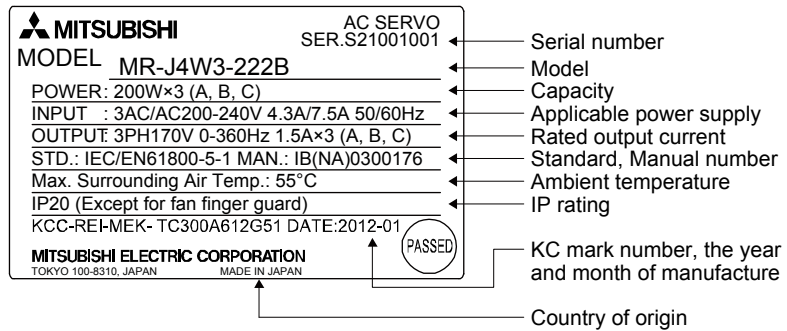 MITSUBISHI
AC SERVO
SER.S21001001
MODEL MR-J4W3-222B
POWER: 200W×3 (A, B, C)
INPUT : 3AC/AC200-240V 4.3A/7.5A 50/60Hz
OUTPUT: 3PH170V 0-360Hz 1.5A×3 (A, B, C)
STD.: IEC/EN61800-5-1 MAN.: IB(NA)0300176
Max. Surrounding Air Temp.: 55°C
IP20 (Except for fan finger guard)
KCC-REI-MEK- TC300A612G51 DATE:2012-01
PASSED
MITSUBISHI ELECTRIC CORPORATION
TOKYO 100-8310, JAPAN MADE IN JAPAN
Serial number
Model
Capacity
Applicable power supply
Rated output current
Standard, Manual number
Ambient temperature
IP rating
KC mark number, the year
and month of manufacture
Country of origin